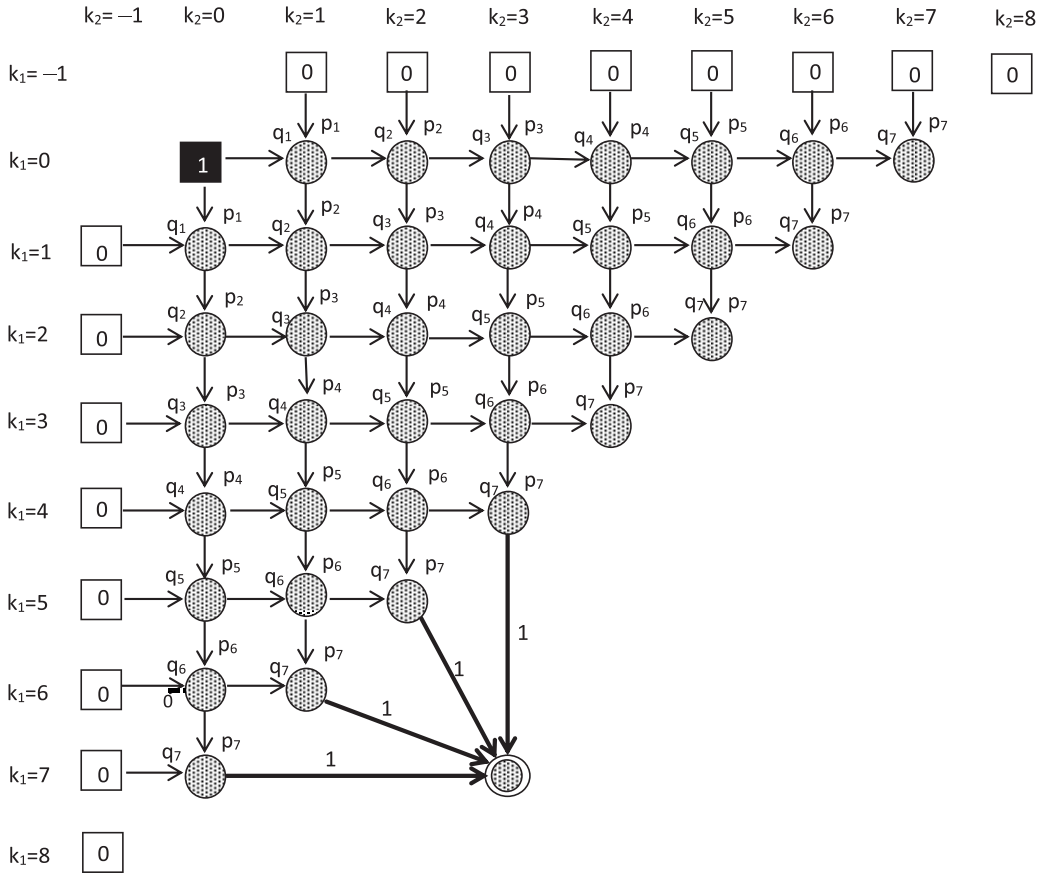 k₂= −1 k₂=0 k₂=1 k₂=2 k₂=3 k₂=4 k₂=5 k₂=6 k₂=7 k₂=8
k₁= −1 0 0 0 0 0 0 0 0
q₁ p₁ q₂ p₂ q₃ p₃ q₄ p₄ q₅ p₅ q₆ p₆ q₇ p₇
k₁=0 1
q₁ p₁ q₂ p₂ q₃ p₃ q₄ p₄ q₅ p₅ q₆ p₆ q₇ p₇
k₁=1 0
q₂ p₂ q₃ p₃ q₄ p₄ q₅ p₅ q₆ p₆ q₇ p₇
k₁=2 0
q₃ p₃ q₄ p₄ q₅ p₅ q₆ p₆ q₇ p₇
k₁=3 0
q₄ p₄ q₅ p₅ q₆ p₆ q₇ p₇
k₁=4 0
q₅ p₅ q₆ p₆ q₇ p₇
k₁=5 0
1
q₆ p₆ q₇ p₇
1
k₁=6 0
0
1
q₇ p₇ 1
k₁=7 0
k₁=8 0